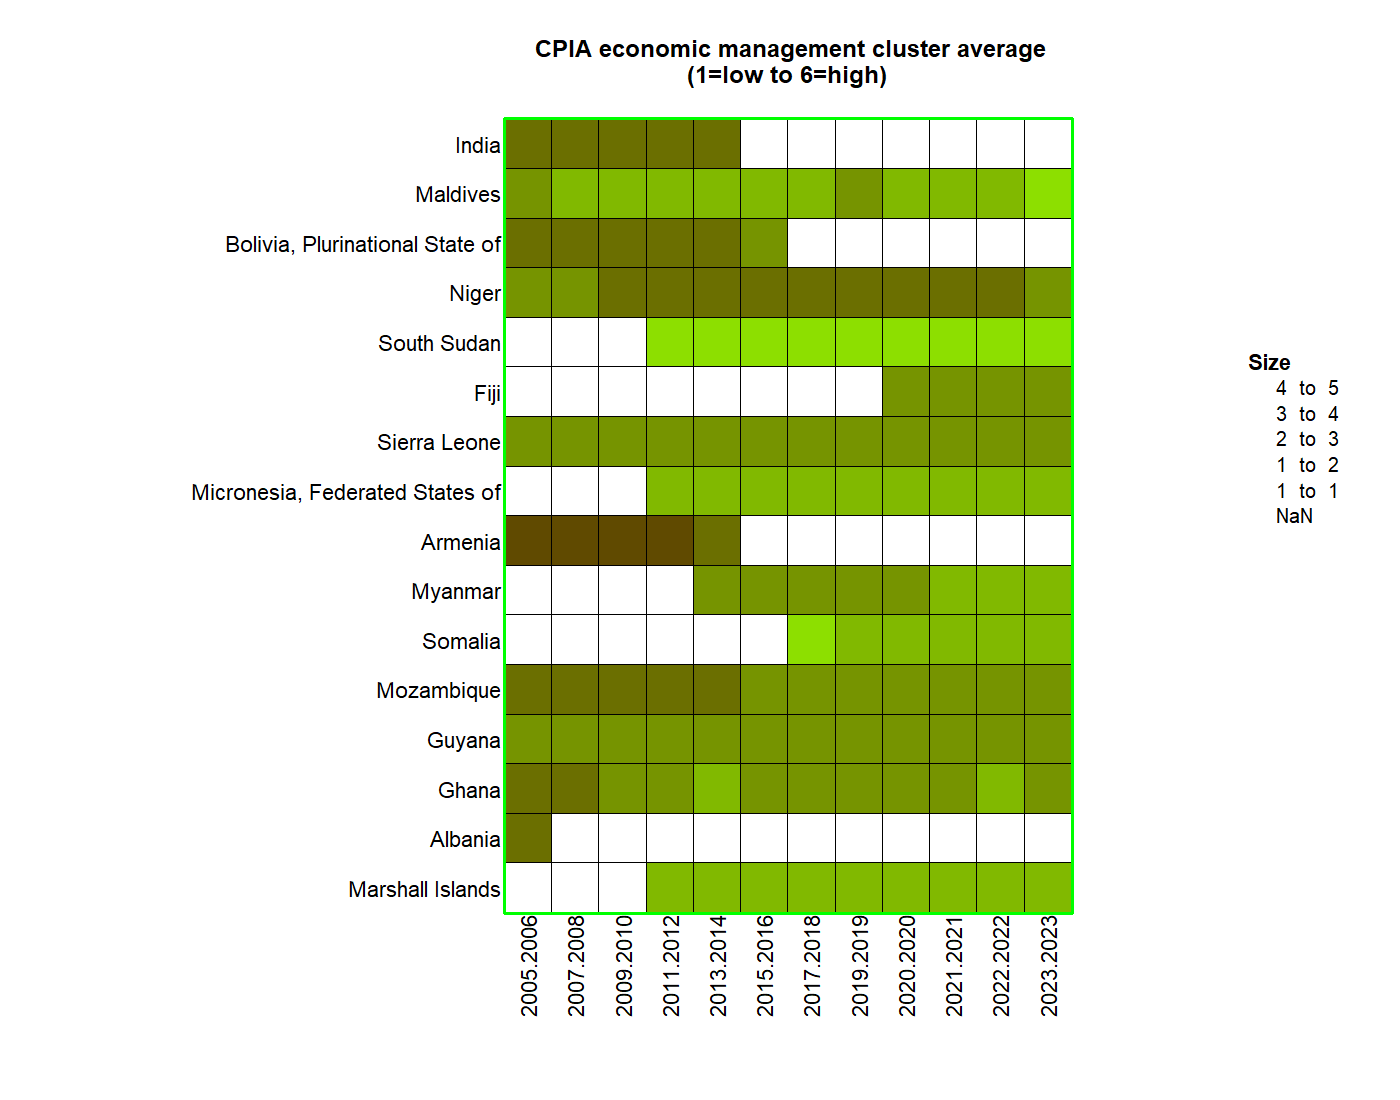 CPIA economic management cluster average
(1=low to 6=high)
India
Maldives
Bolivia, Plurinational State of
Niger
South Sudan
Fiji
Sierra Leone
Micronesia, Federated States of
Armenia
Myanmar
Somalia
Mozambique
Guyana
Ghana
Albania
Marshall Islands
2005.2006
2007.2008
2009.2010
2011.2012
2013.2014
2015.2016
2017.2018
2019.2019
2020.2020
2021.2021
2022.2022
2023.2023
Size
4 to 5
3 to 4
2 to 3
1 to 2
1 to 1
NaN